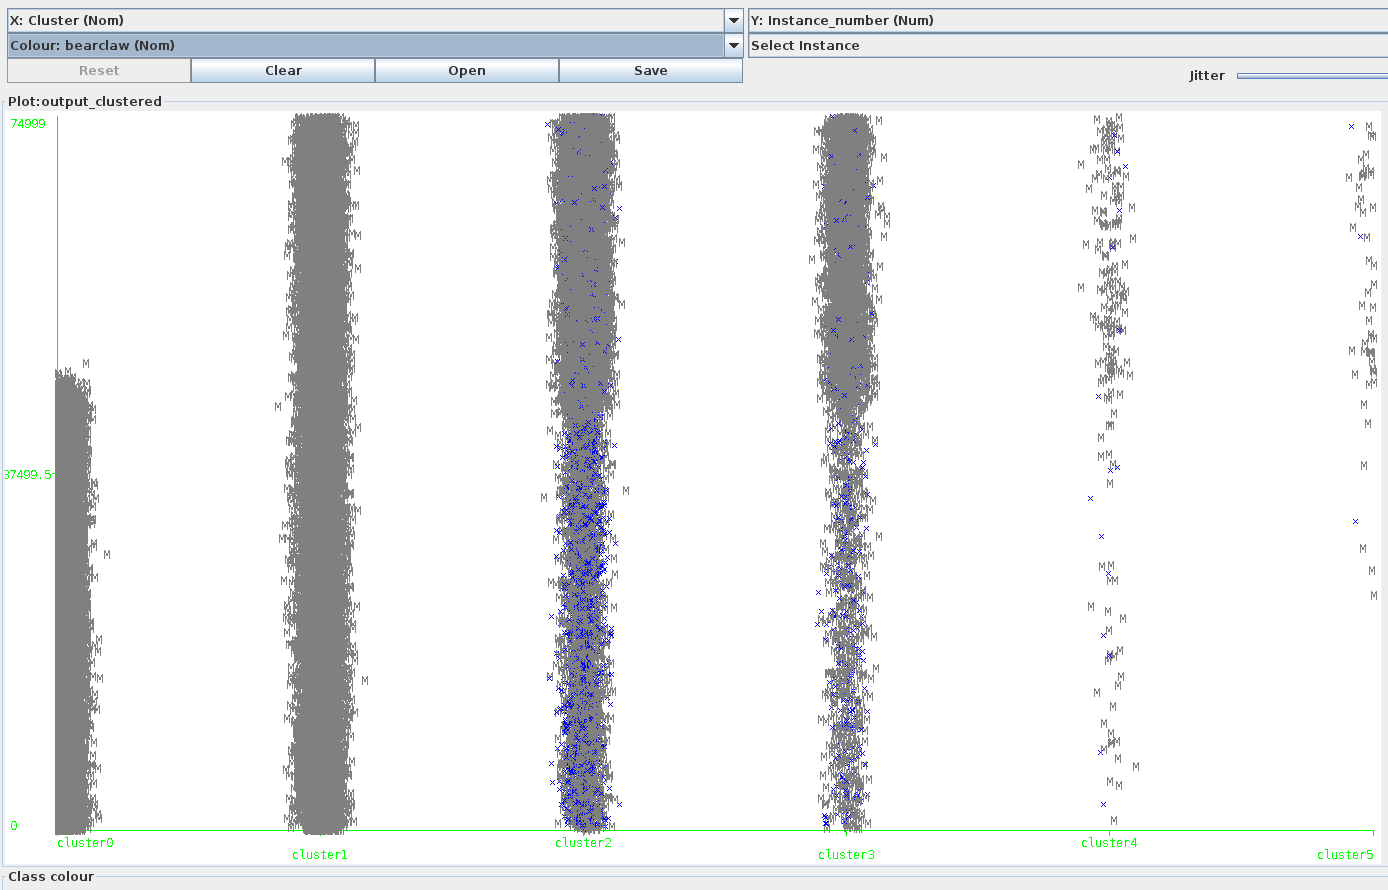 X: Cluster (Nom)
Y: Instance_number (Num)
Colour: bearclaw (Nom)
Select Instance
Reset
Clear
Open
Save
Jitter
Plot:output_clustered
74999
37499.5
0
cluster0
cluster1
cluster2
cluster3
cluster4
cluster5
Class colour